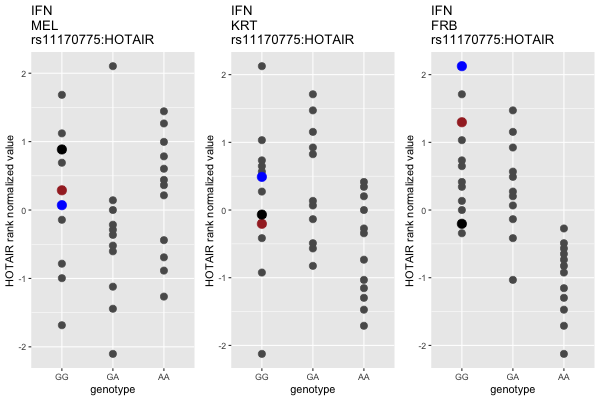 IFN
MEL
rs11170775:HOTAIR
HOTAIR rank normalized value
2
1
0
-1
-2
GG
GA
AA
genotype
IFN
KRT
rs11170775:HOTAIR
HOTAIR rank normalized value
2
1
0
-1
-2
GG
GA
AA
genotype
IFN
FRB
rs11170775:HOTAIR
HOTAIR rank normalized value
2
1
0
-1
-2
GG
GA
AA
genotype